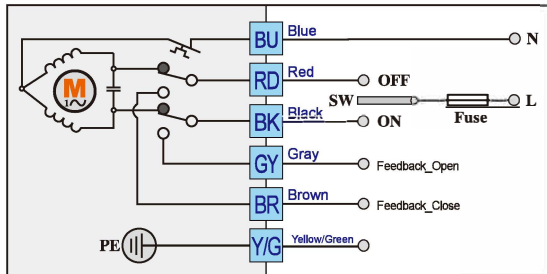 BU Blue N
RD Red OFF
SW L
M
1~
Fuse
BK Black ON
GY Gray Feedback_Open
BR Brown Feedback_Close
PE Y/G Yellow/Green